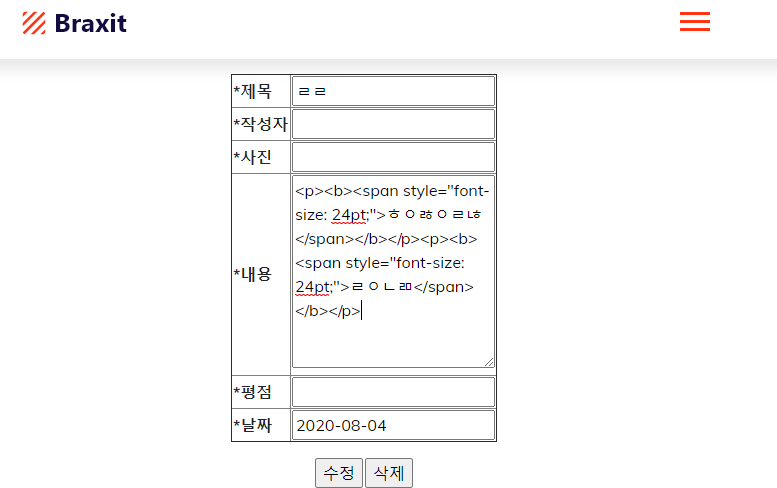 Braxit
*제목 ㄹㄹ
*작성자
*사진
*내용
<p><b><span style="font-
size: 24pt;">ㅎㅇㅀㅇㄹㄶ
</span></b></p><p><b>
<span style="font-size:
24pt;">ㄹㅇㄴㄻ</span>
</b></p>
*평점
*날짜 2020-08-04
수정 삭제